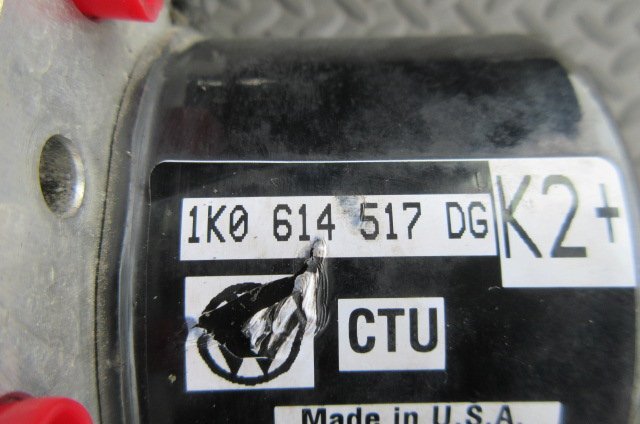 1K0 614 517 DG
K2+
CTU
Made in U.S.A.